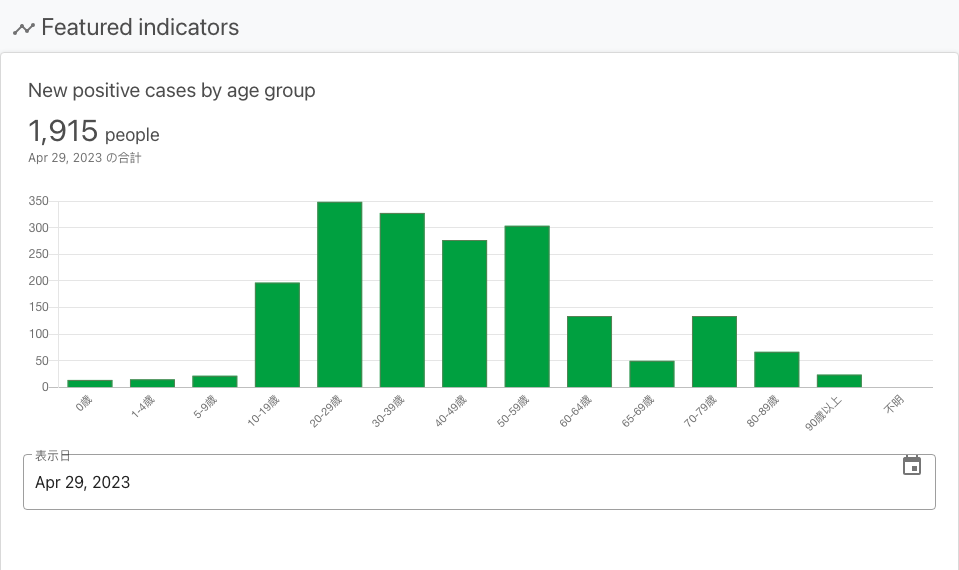 Featured indicators
New positive cases by age group
1,915 people
Apr 29, 2023 の合計
350
300
250
200
150
100
50
0
0歳
1-4歳
5-9歳
10-19歳
20-29歳
30-39歳
40-49歳
50-59歳
60-64歳
65-69歳
70-79歳
80-89歳
90歳以上
不明
表示日
Apr 29, 2023